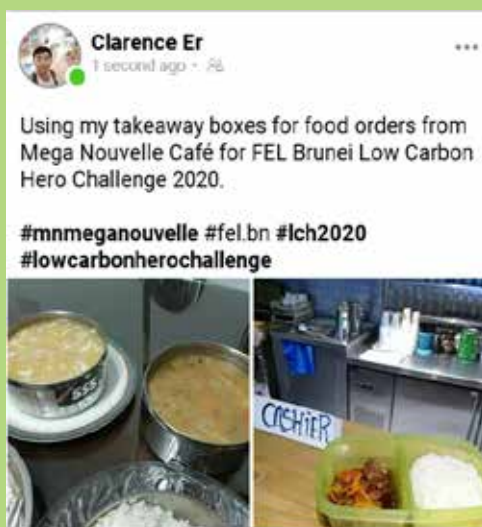 Clarence Er
1 second ago
Using my takeaway boxes for food orders from
Mega Nouvelle Café for FEL Brunei Low Carbon
Hero Challenge 2020.
#mnmeganouvelle #fel.bn #lch2020
#lowcarbonherochallenge
555
CASHiER